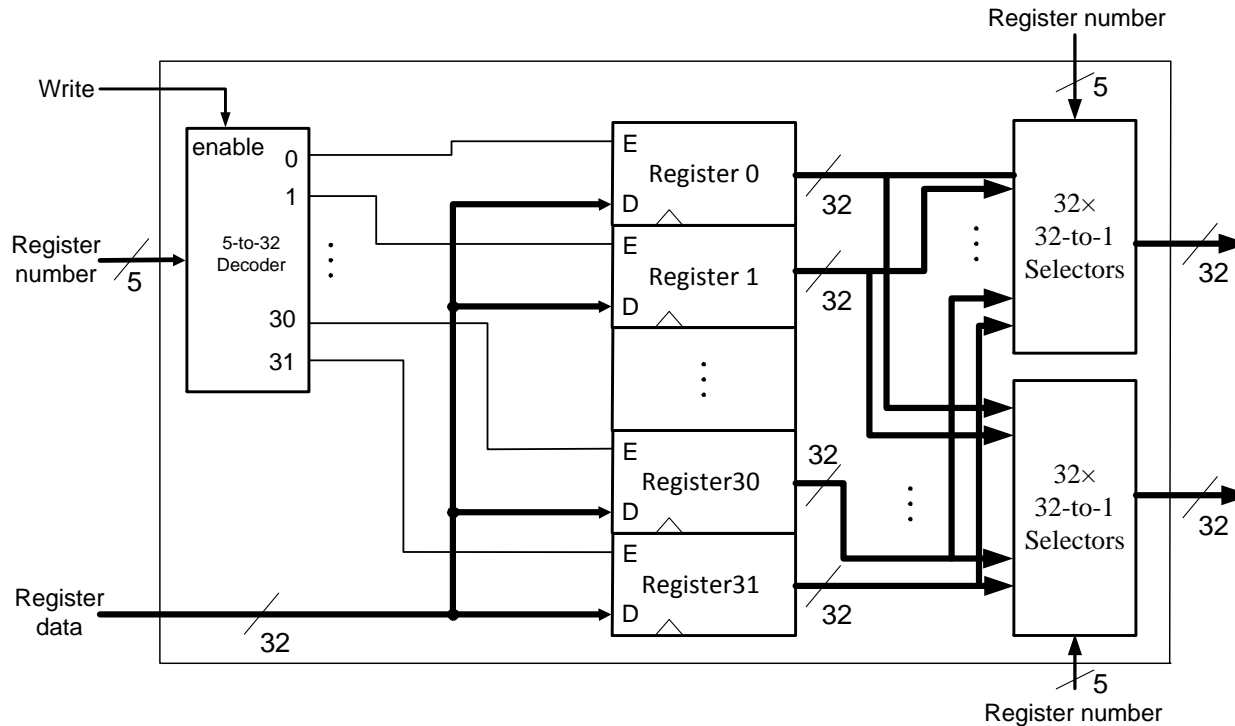 Register number
5
Write
enable
0
1
5-to-32
Decoder
30
31
Register
number
5
Register
data
32
E
Register 0
D
32
E
Register 1
D
32
E
Register30
D
32
E
Register31
D
32
32×
32-to-1
Selectors
32
32×
32-to-1
Selectors
32
5
Register number